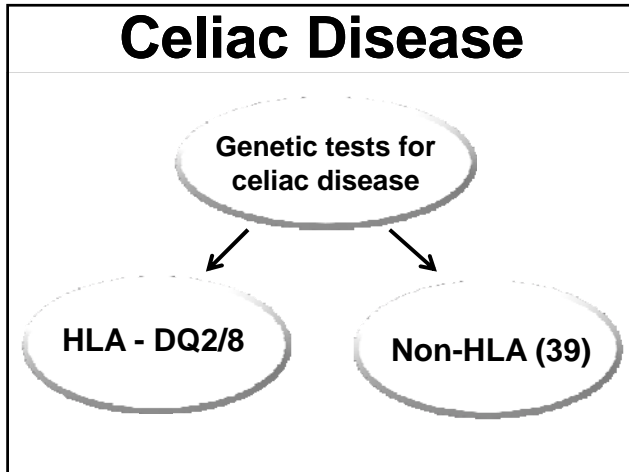 Celiac Disease
Genetic tests for
celiac disease
HLA - DQ2/8
Non-HLA (39)